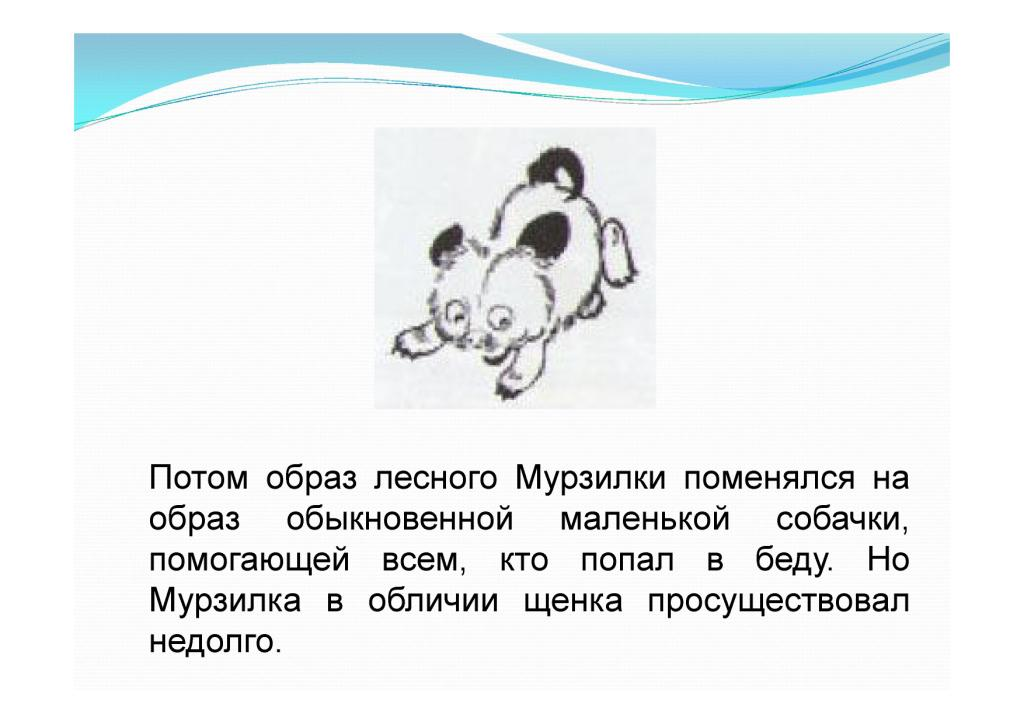 Потом образ лесного Мурзилки поменялся на
образ обыкновенной маленькой собачки,
помогающей всем, кто попал в беду. Но
Мурзилка в обличии щенка просуществовал
недолго.